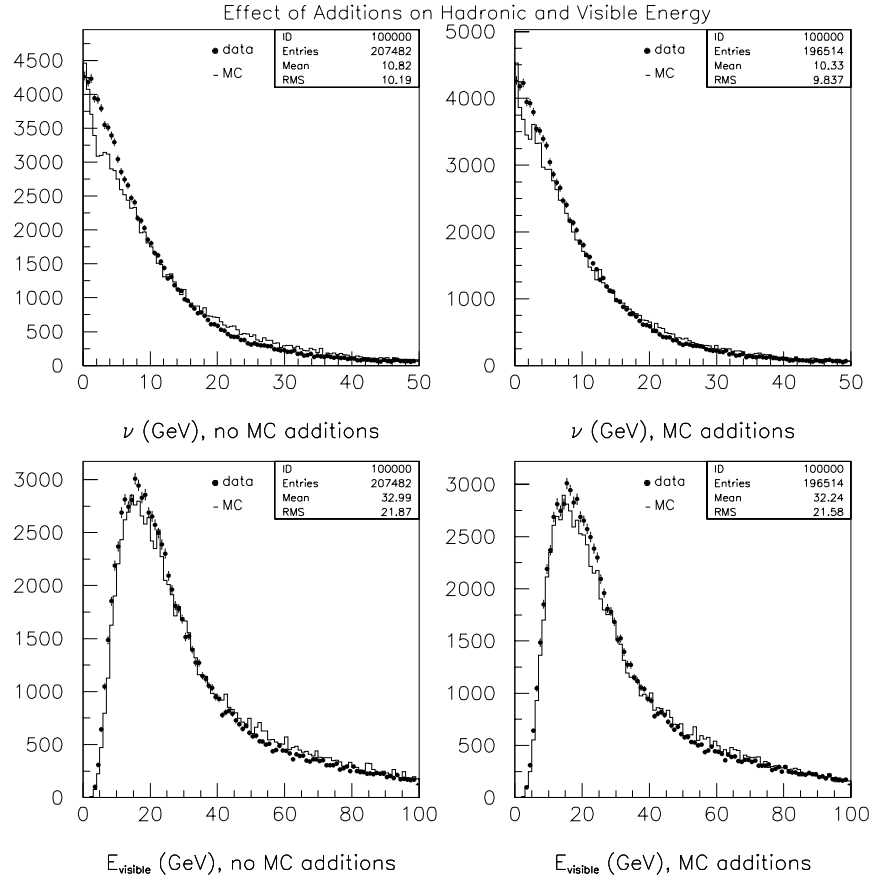 Effect of Additions on Hadronic and Visible Energy
ID 100000
Entries 207482
Mean 10.82
RMS 10.19
• data
– MC
4500
4000
3500
3000
2500
2000
1500
1000
500
0
0 10 20 30 40 50
ν (GeV), no MC additions
ID 100000
Entries 196514
Mean 10.33
RMS 9.837
• data
– MC
5000
4000
3000
2000
1000
0
0 10 20 30 40 50
ν (GeV), MC additions
ID 100000
Entries 207482
Mean 32.99
RMS 21.87
• data
– MC
3000
2500
2000
1500
1000
500
0
0 20 40 60 80 100
E_visible (GeV), no MC additions
ID 100000
Entries 196514
Mean 32.24
RMS 21.58
• data
– MC
3000
2500
2000
1500
1000
500
0
0 20 40 60 80 100
E_visible (GeV), MC additions